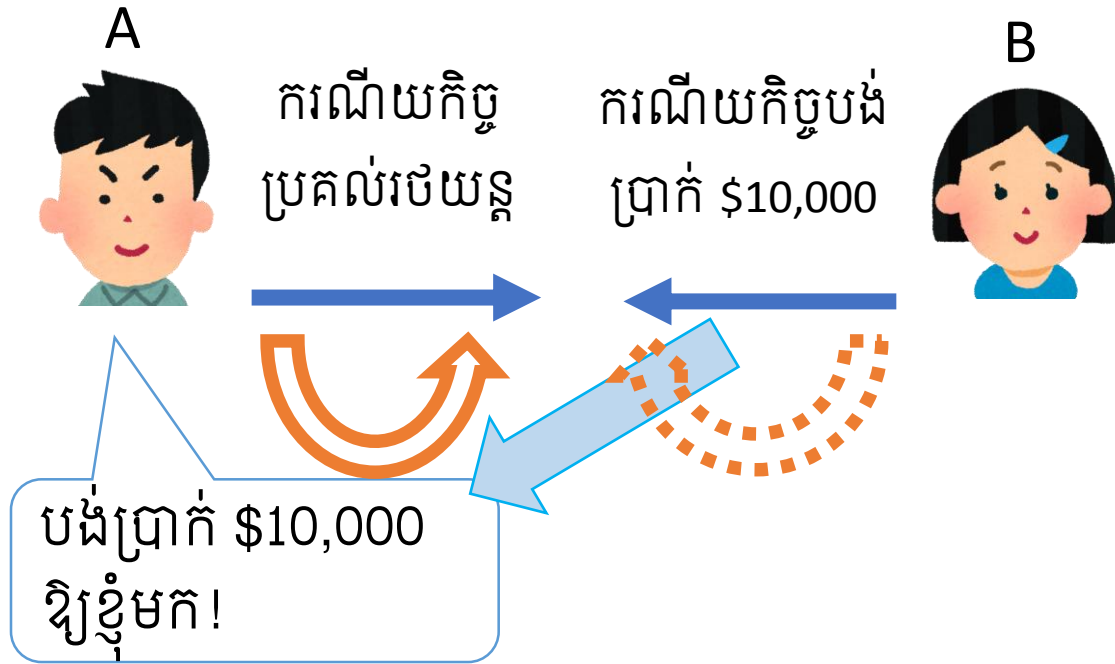 A
B
ករណីយកិច្ច
ប្រគល់រថយន្ត
ករណីយកិច្ចបង់
ប្រាក់ $10,000
បង់ប្រាក់ $10,000
ឱ្យខ្ញុំមក!